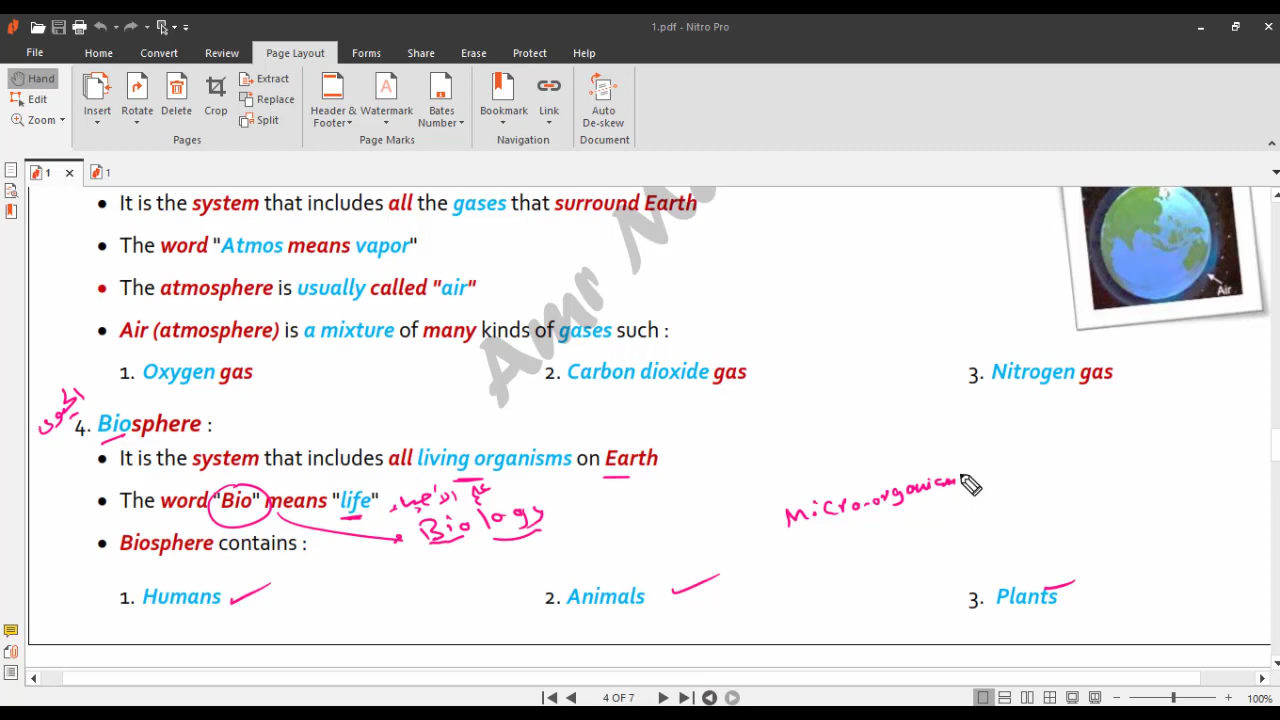 1.pdf - Nitro Pro
File Home Convert Review Page Layout Forms Share Erase Protect Help
Hand Edit Zoom
Insert Rotate Delete Crop Extract Replace Split
Header & Footer Watermark Bates Number Bookmark Link Auto De-skew
Pages Page Marks Navigation Document
1 1
• It is the system that includes all the gases that surround Earth
• The word "Atmos means vapor"
• The atmosphere is usually called "air"
• Air (atmosphere) is a mixture of many kinds of gases such :
1. Oxygen gas 2. Carbon dioxide gas 3. Nitrogen gas
Air
Amr M
4. Biosphere :
• It is the system that includes all living organisms on Earth
• The word "Bio" means "life"
علم الأحياء
Biology
Micro-organism
• Biosphere contains :
1. Humans 2. Animals 3. Plants
4 OF 7
100%